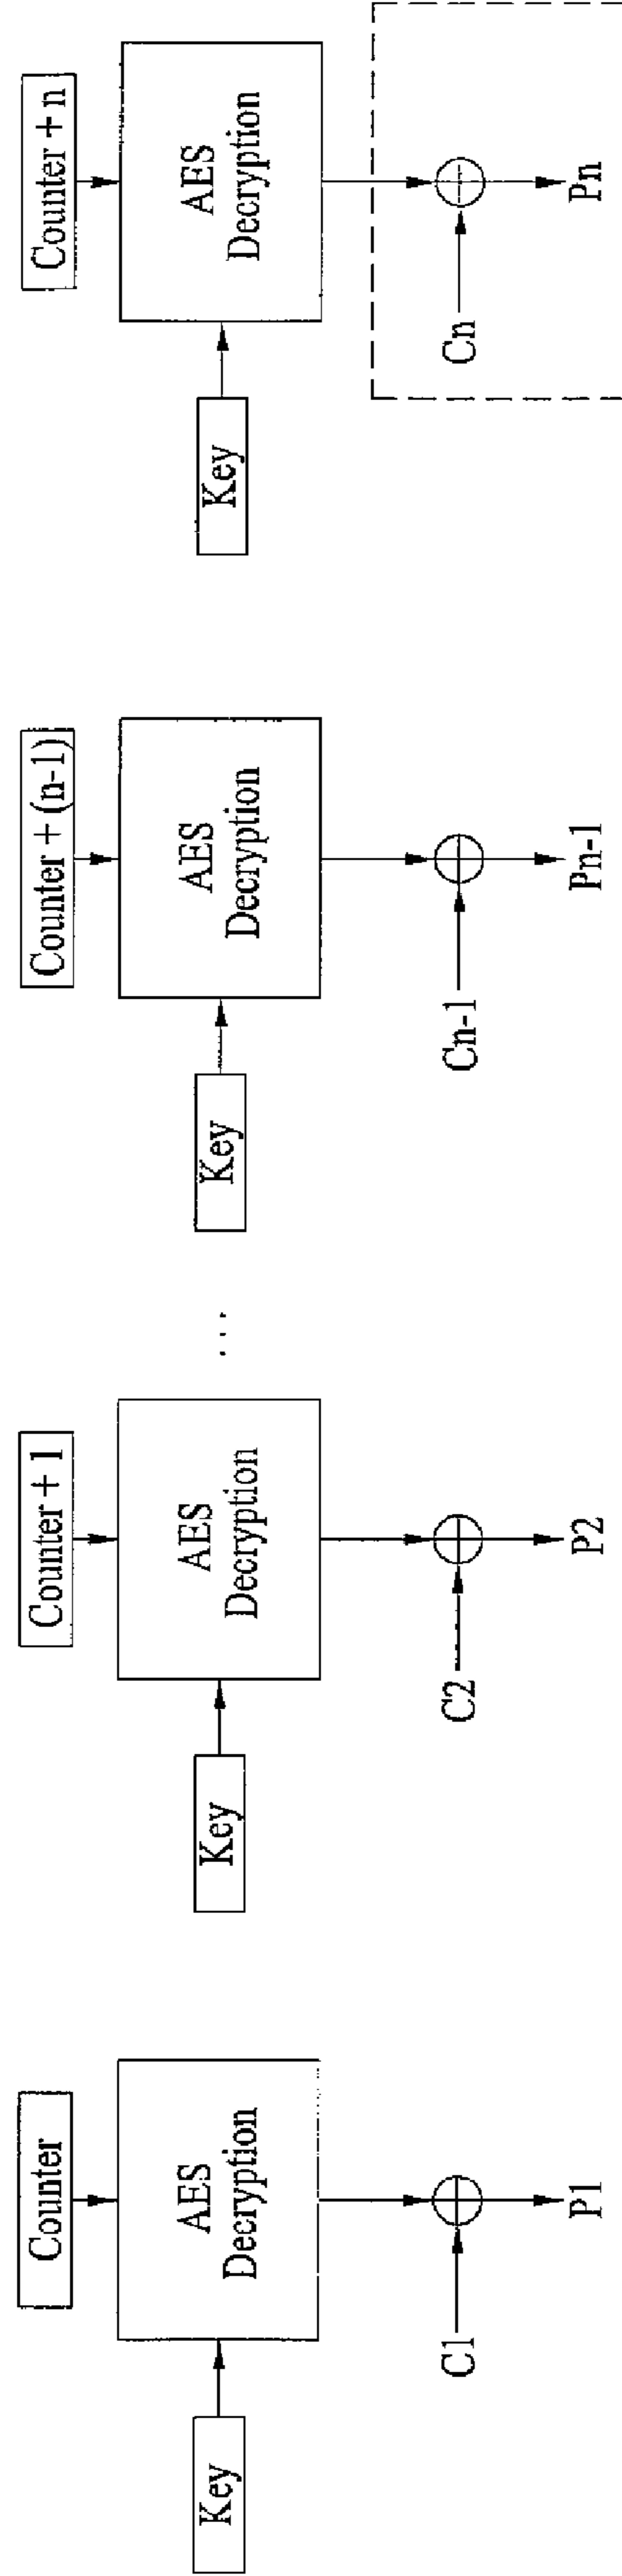 Counter
Key
AES
Decryption
C1
P1
Counter + 1
Key
AES
Decryption
C2
P2
...
Counter + (n-1)
Key
AES
Decryption
Cn-1
Pn-1
Counter + n
Key
AES
Decryption
Cn
Pn